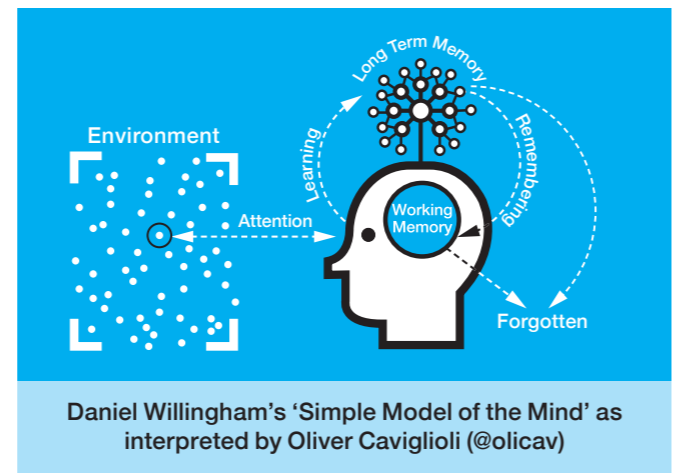 Long Term Memory
Environment
Learning
Remembering
Attention
Working
Memory
Forgotten
Daniel Willingham's 'Simple Model of the Mind' as
interpreted by Oliver Caviglioli (@olicav)